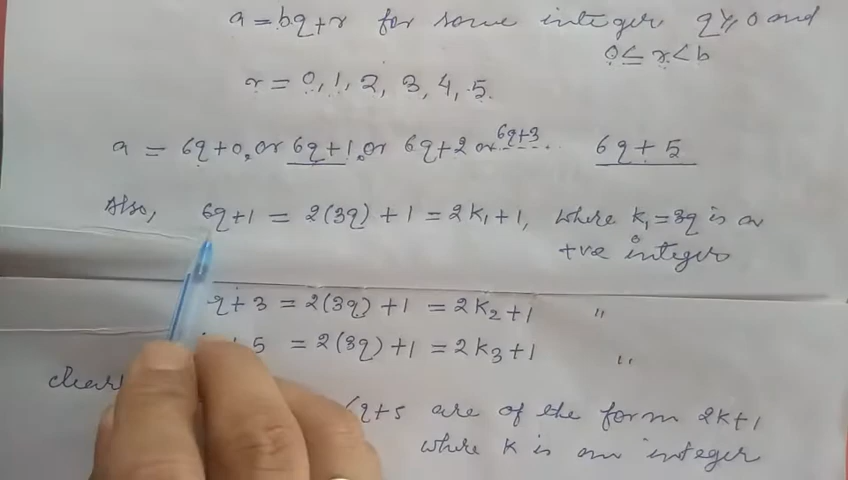 a = bq+r for some integer q ≥ 0 and
0 ≤ r < b
r = 0, 1, 2, 3, 4, 5.
a = 6q+0, or 6q+1, or 6q+2 or 6q+3 .... 6q+5
Also, 6q+1 = 2(3q)+1 = 2k₁+1, where k₁=3q is a
+ve integer
q+3 = 2(3q)+1 = 2k₂+1 "
+5 = 2(3q)+1 = 2k₃+1 "
q+5 are of the form 2k+1
where k is an integer